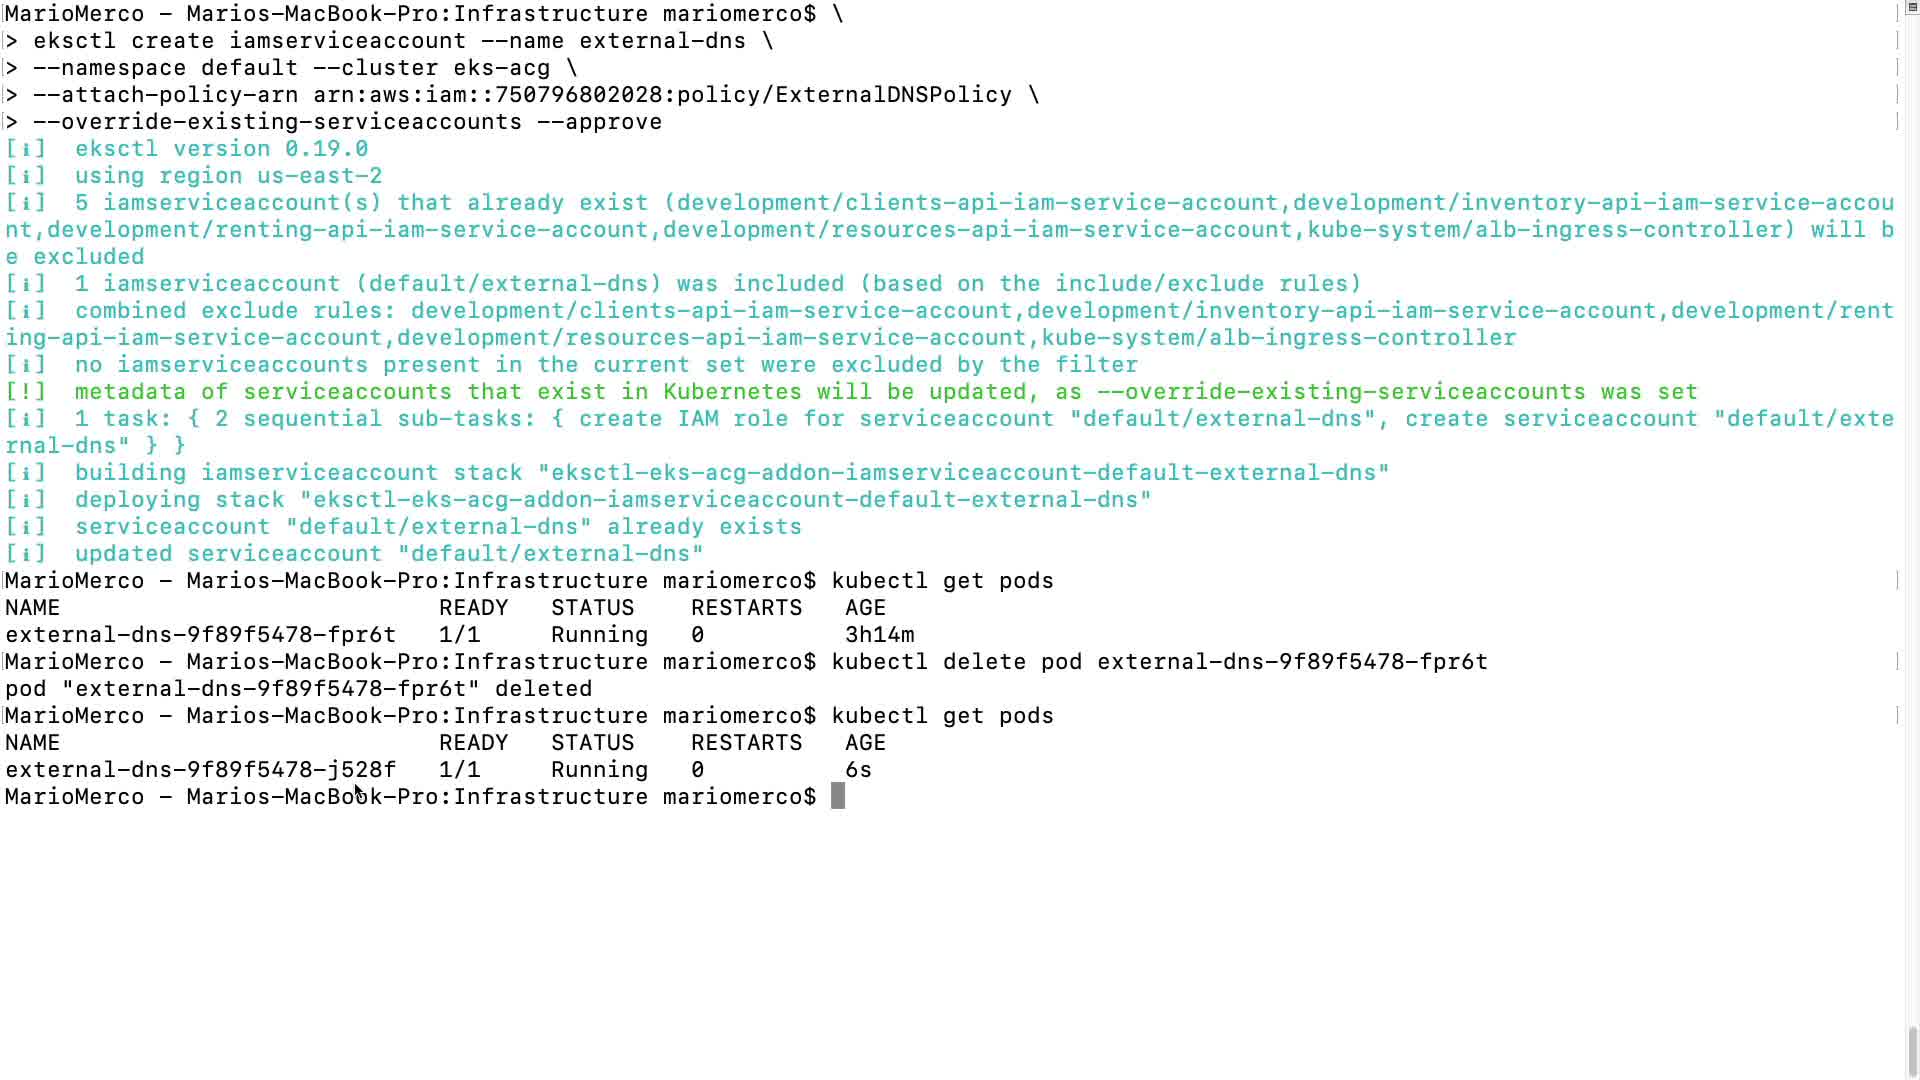 MarioMerco – Marios-MacBook-Pro:Infrastructure mariomerco$ \
> eksctl create iamserviceaccount --name external-dns \
> --namespace default --cluster eks-acg \
> --attach-policy-arn arn:aws:iam::750796802028:policy/ExternalDNSPolicy \
> --override-existing-serviceaccounts --approve
[ℹ]  eksctl version 0.19.0
[ℹ]  using region us-east-2
[ℹ]  5 iamserviceaccount(s) that already exist (development/clients-api-iam-service-account,development/inventory-api-iam-service-accou
nt,development/renting-api-iam-service-account,development/resources-api-iam-service-account,kube-system/alb-ingress-controller) will b
e excluded
[ℹ]  1 iamserviceaccount (default/external-dns) was included (based on the include/exclude rules)
[ℹ]  combined exclude rules: development/clients-api-iam-service-account,development/inventory-api-iam-service-account,development/rent
ing-api-iam-service-account,development/resources-api-iam-service-account,kube-system/alb-ingress-controller
[ℹ]  no iamserviceaccounts present in the current set were excluded by the filter
[!]  metadata of serviceaccounts that exist in Kubernetes will be updated, as --override-existing-serviceaccounts was set
[ℹ]  1 task: { 2 sequential sub-tasks: { create IAM role for serviceaccount "default/external-dns", create serviceaccount "default/exte
rnal-dns" } }
[ℹ]  building iamserviceaccount stack "eksctl-eks-acg-addon-iamserviceaccount-default-external-dns"
[ℹ]  deploying stack "eksctl-eks-acg-addon-iamserviceaccount-default-external-dns"
[ℹ]  serviceaccount "default/external-dns" already exists
[ℹ]  updated serviceaccount "default/external-dns"
MarioMerco – Marios-MacBook-Pro:Infrastructure mariomerco$ kubectl get pods
NAME                           READY   STATUS    RESTARTS   AGE
external-dns-9f89f5478-fpr6t   1/1     Running   0          3h14m
MarioMerco – Marios-MacBook-Pro:Infrastructure mariomerco$ kubectl delete pod external-dns-9f89f5478-fpr6t
pod "external-dns-9f89f5478-fpr6t" deleted
MarioMerco – Marios-MacBook-Pro:Infrastructure mariomerco$ kubectl get pods
NAME                           READY   STATUS    RESTARTS   AGE
external-dns-9f89f5478-j528f   1/1     Running   0          6s
MarioMerco – Marios-MacBook-Pro:Infrastructure mariomerco$